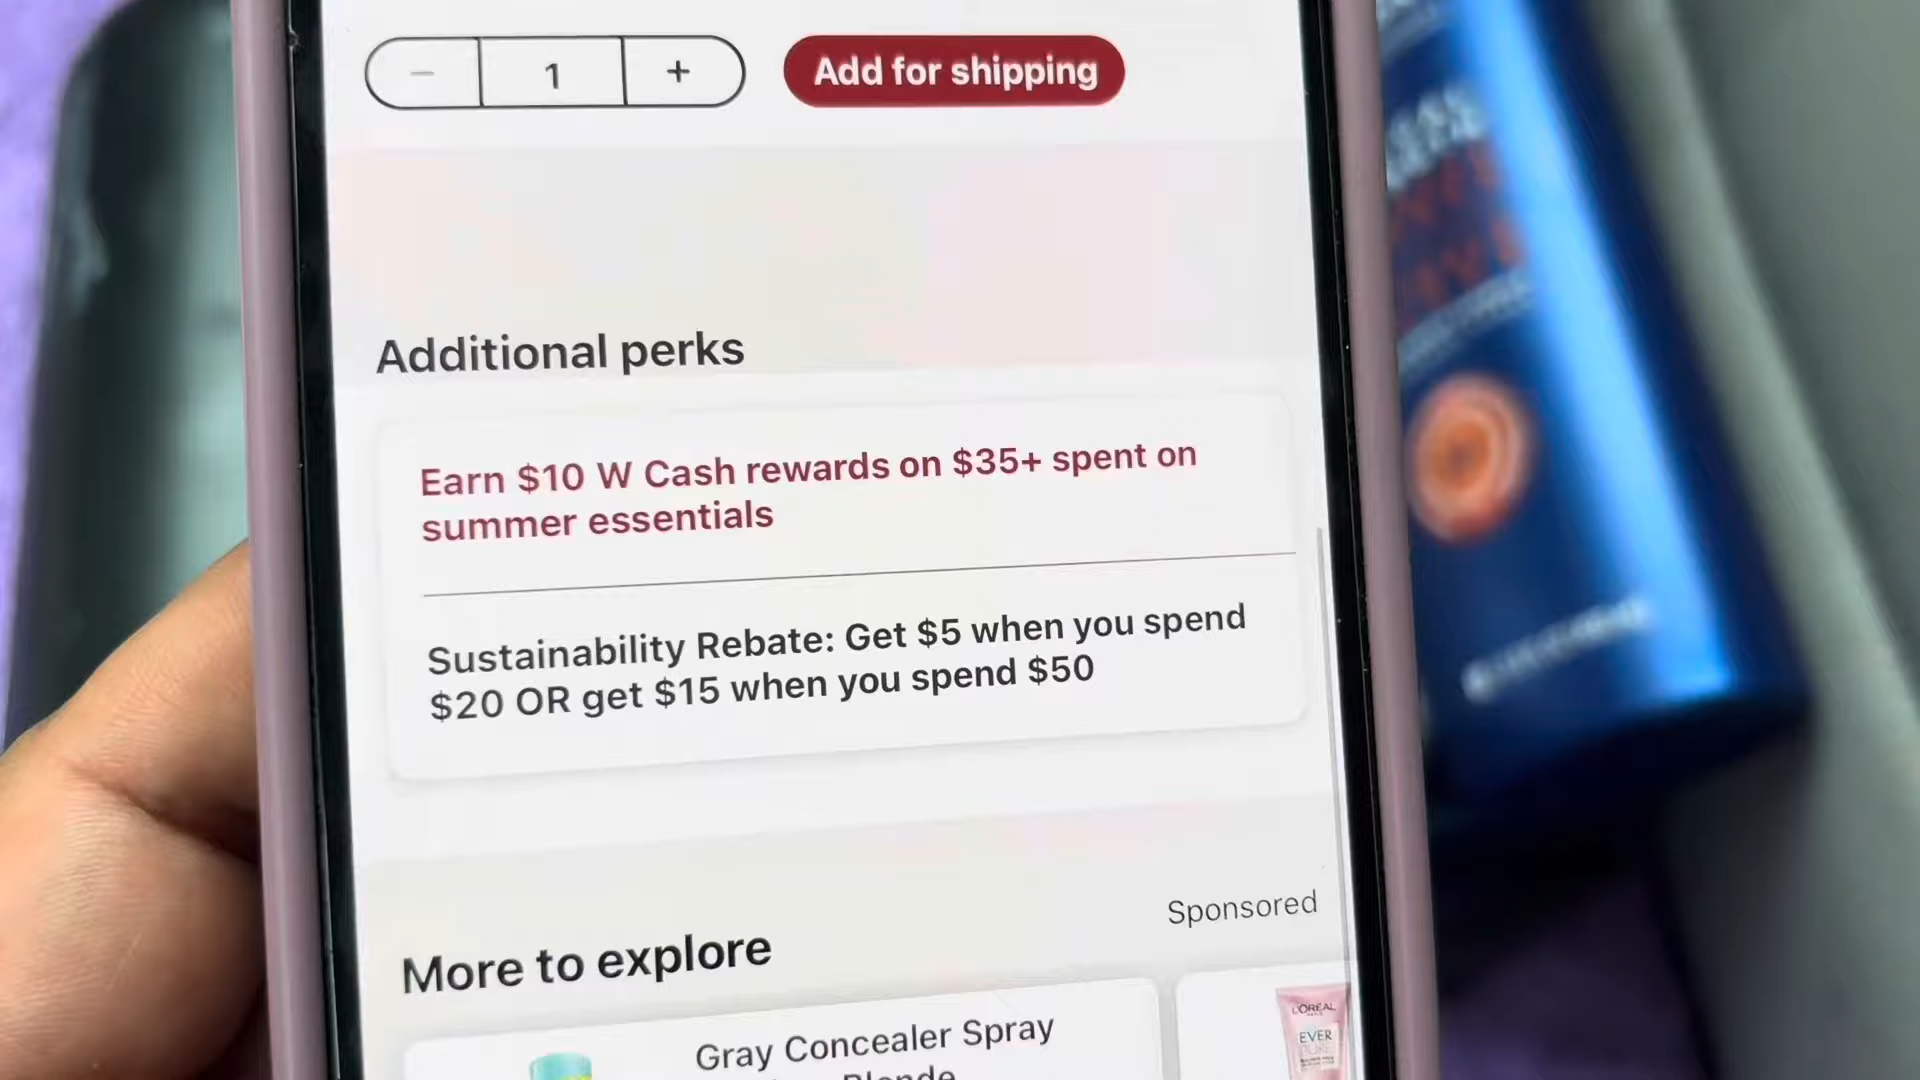 − 1 + Add for shipping
Additional perks
Earn $10 W Cash rewards on $35+ spent on
summer essentials
Sustainability Rebate: Get $5 when you spend
$20 OR get $15 when you spend $50
Sponsored
More to explore
Gray Concealer Spray
Blonde
L'ORÉAL
EVER